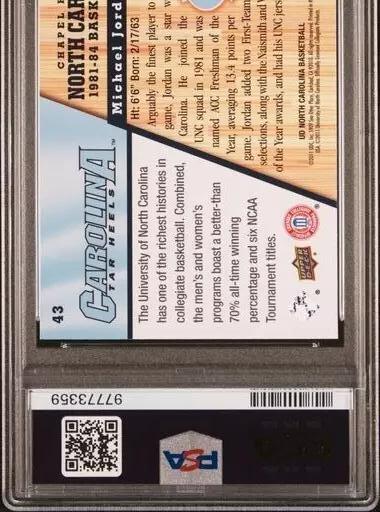 CHAPEL H
NORTH CAR
1981-84 BASK
Michael Jord
Ht: 6'6" Born: 2/17/63
Arguably the finest player to
game, Jordan was a star w
Carolina. He joined the
UNC squad in 1981 and was
named ACC Freshman of the
Year, averaging 13.4 points per
game. Jordan added two First-Team
selections, along with the Naismith and W
of the Year awards, and had his UNC jers
UD NORTH CAROLINA BASKETBALL
43
CAROLINA
TAR HEELS
The University of North Carolina
has one of the richest histories in
collegiate basketball. Combined,
the men's and women's
programs boast a better-than
70% all-time winning
percentage and six NCAA
Tournament titles.
UPPER DECK
97773359
PSA